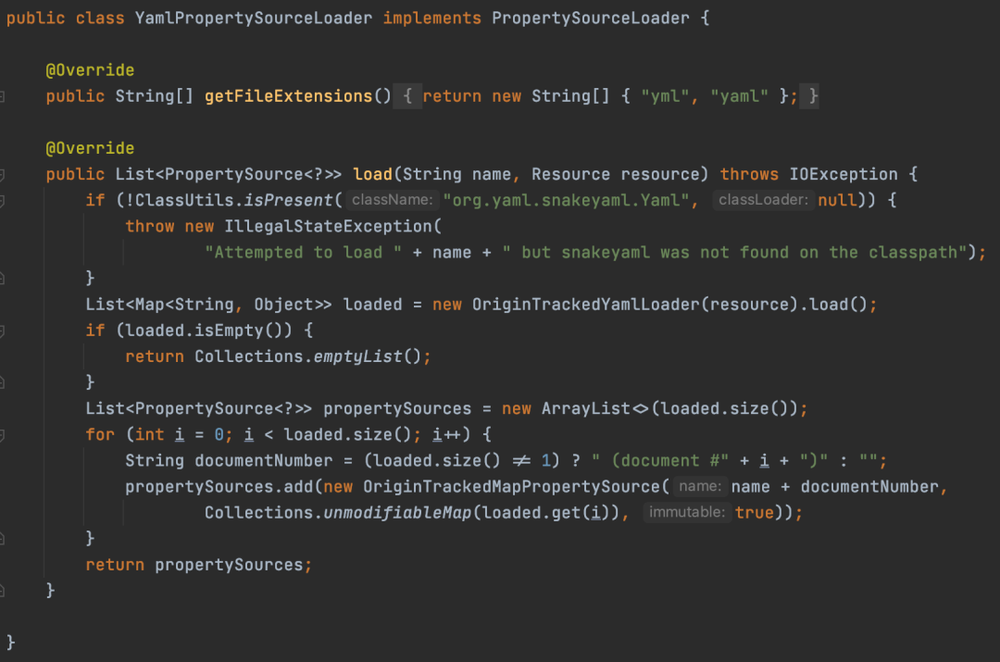 public class YamlPropertySourceLoader implements PropertySourceLoader {
@Override
public String[] getFileExtensions() { return new String[] { "yml", "yaml" }; }
@Override
public List<PropertySource<?>> load(String name, Resource resource) throws IOException {
if (!ClassUtils.isPresent( className: "org.yaml.snakeyaml.Yaml", classLoader: null)) {
throw new IllegalStateException(
"Attempted to load " + name + " but snakeyaml was not found on the classpath");
}
List<Map<String, Object>> loaded = new OriginTrackedYamlLoader(resource).load();
if (loaded.isEmpty()) {
return Collections.emptyList();
}
List<PropertySource<?>> propertySources = new ArrayList<>(loaded.size());
for (int i = 0; i < loaded.size(); i++) {
String documentNumber = (loaded.size() != 1) ? " (document #" + i + ")" : "";
propertySources.add(new OriginTrackedMapPropertySource( name: name + documentNumber,
Collections.unmodifiableMap(loaded.get(i)), immutable: true));
}
return propertySources;
}
}